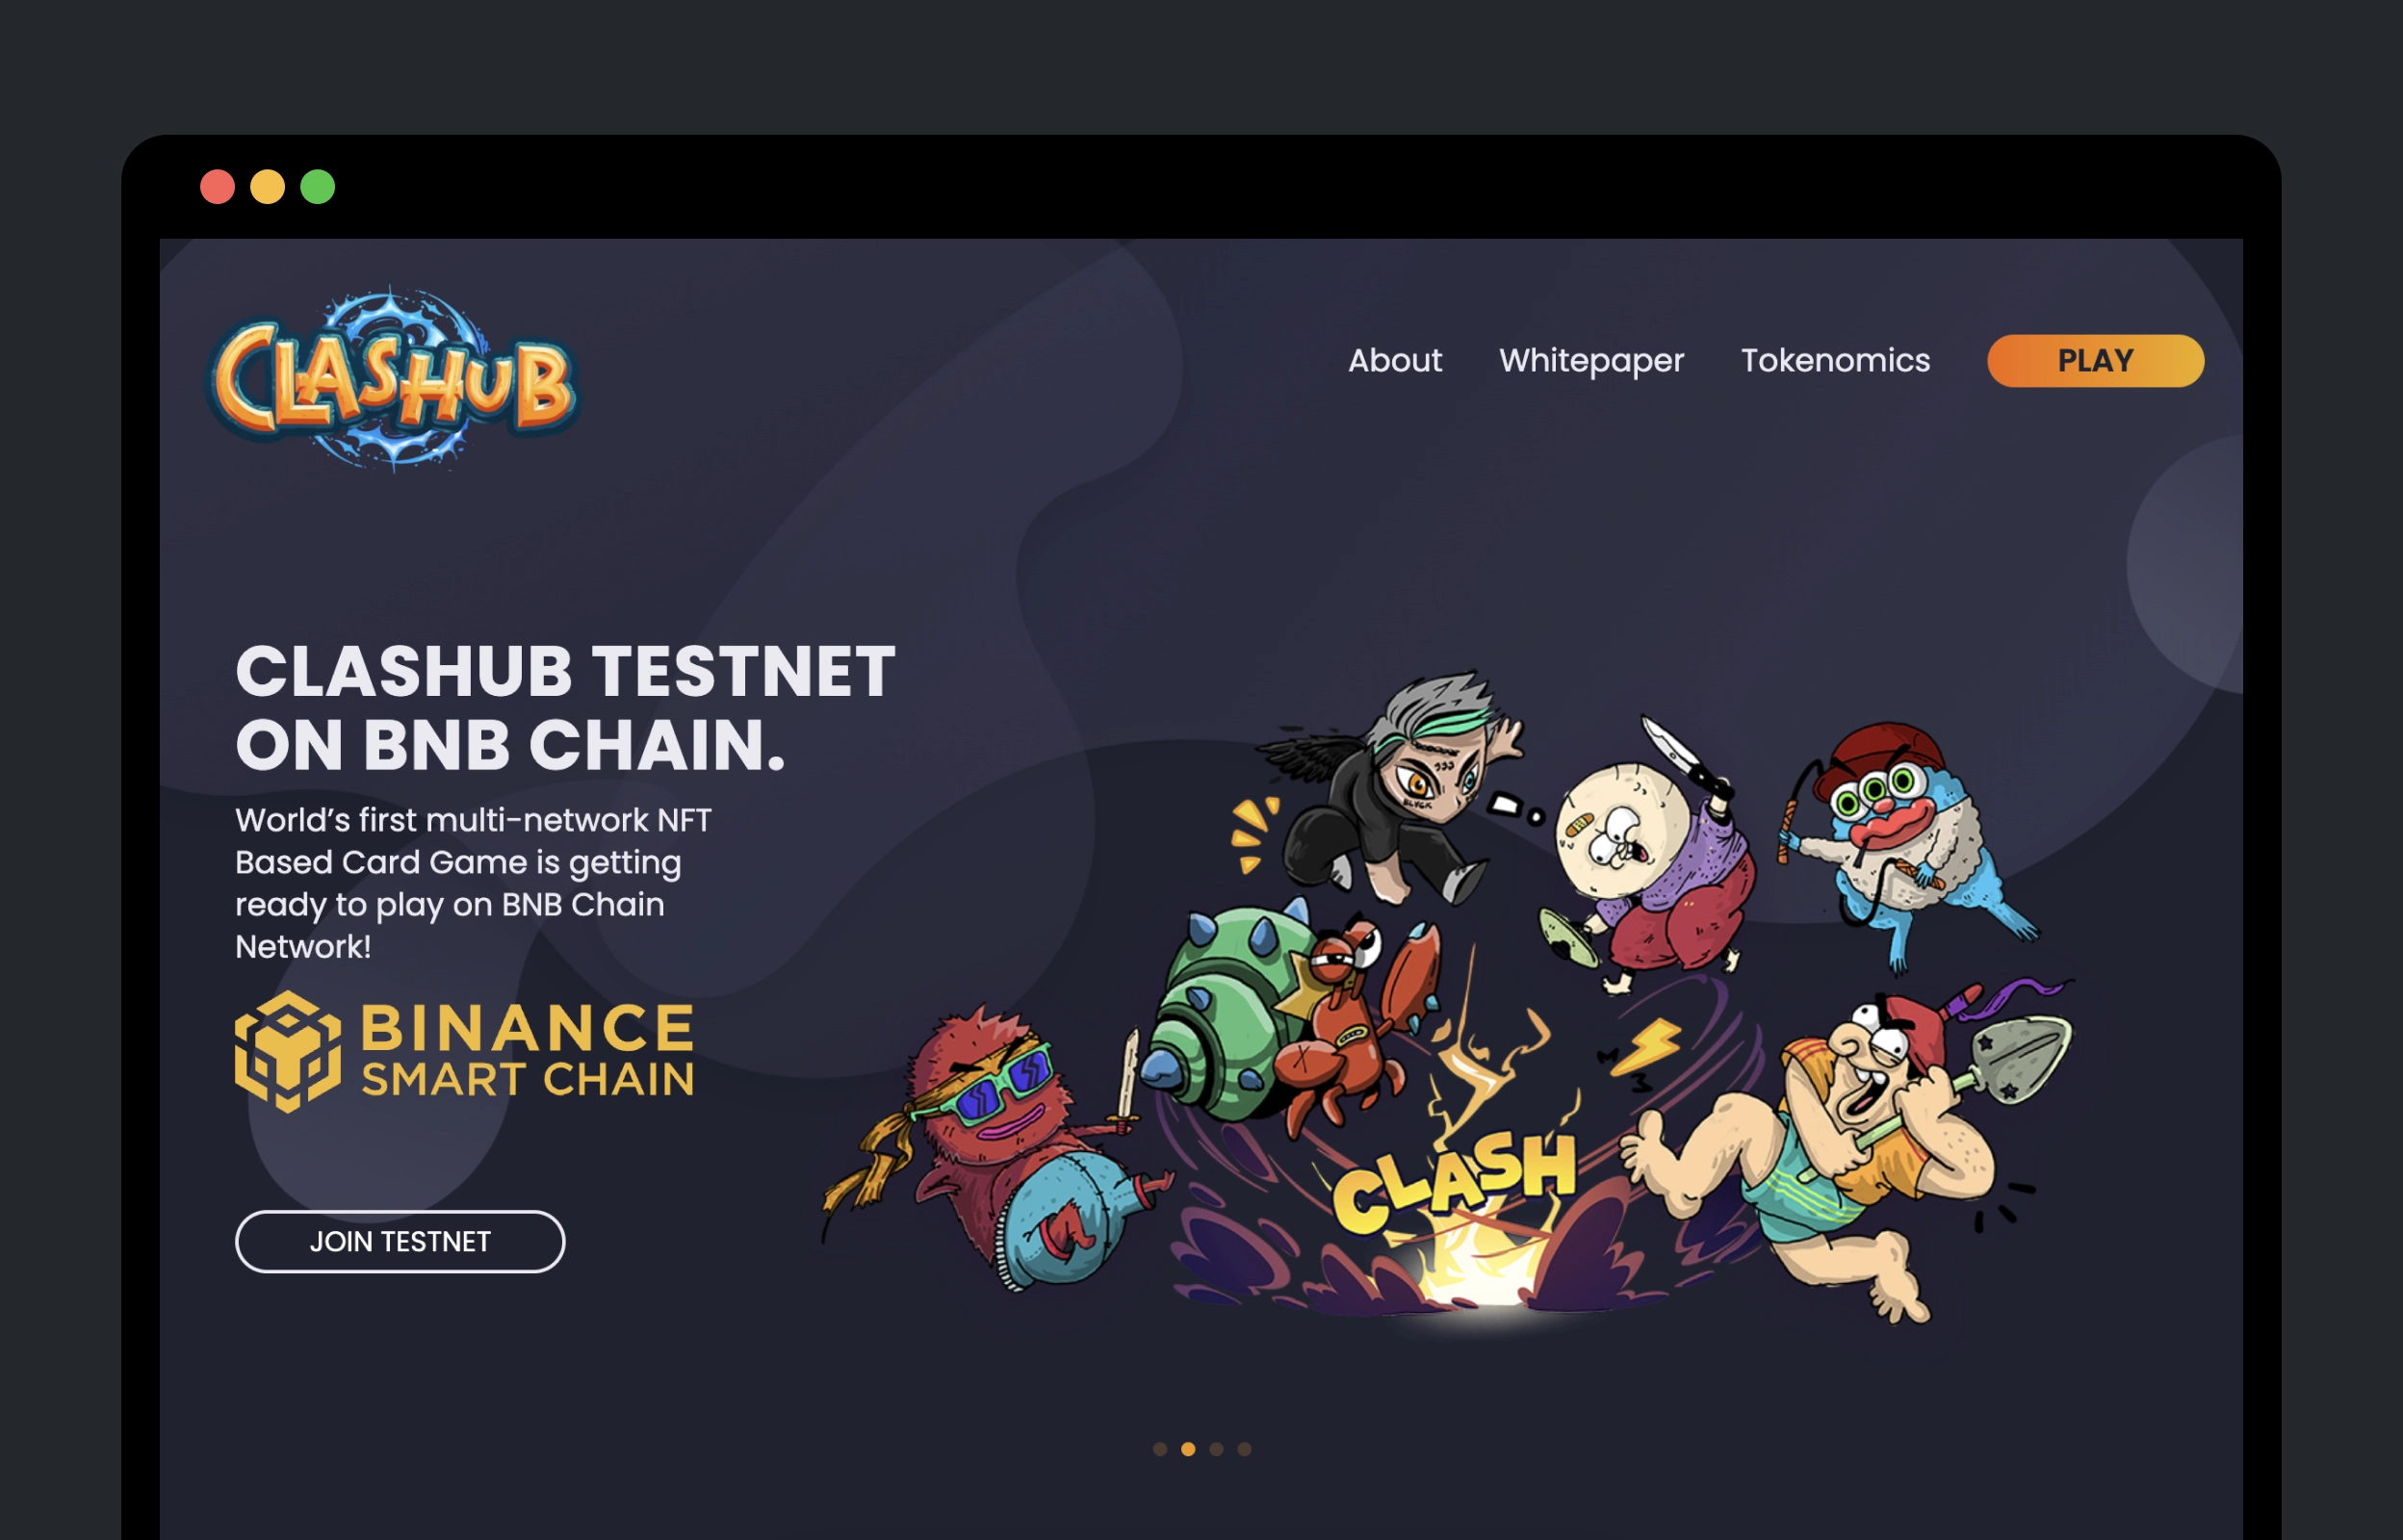 CLASHUB
About Whitepaper Tokenomics PLAY
CLASHUB TESTNET
ON BNB CHAIN.
World's first multi-network NFT
Based Card Game is getting
ready to play on BNB Chain
Network!
BINANCE
SMART CHAIN
JOIN TESTNET
BLVCK
CLASH